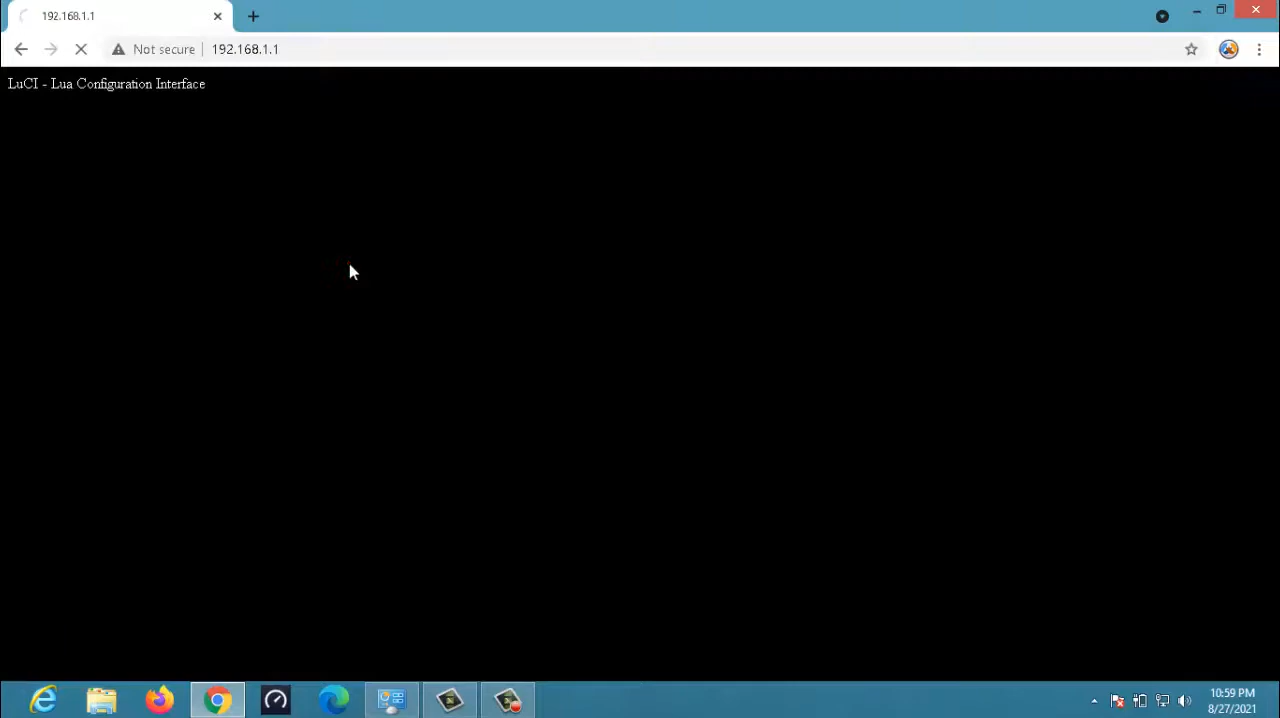 192.168.1.1
Not secure
192.168.1.1
LuCI - Lua Configuration Interface
10:59 PM
8/27/2021